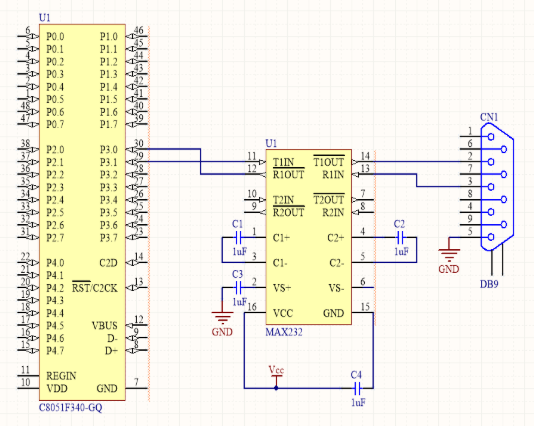 U1
6 P0.0 P1.0 46
5 P0.1 P1.1 45
4 P0.2 P1.2 44
3 P0.3 P1.3 43
2 P0.4 P1.4 42
1 P0.5 P1.5 41
48 P0.6 P1.6 40
47 P0.7 P1.7 39
38 P2.0 P3.0 30
37 P2.1 P3.1 29
36 P2.2 P3.2 28
35 P2.3 P3.3 27
34 P2.4 P3.4 26
33 P2.5 P3.5 25
32 P2.6 P3.6 24
31 P2.7 P3.7 23
22 P4.0 C2D 14
21 P4.1
20 P4.2 RST/C2CK 13
19 P4.3
18 P4.4
17 P4.5 VBUS 12
16 P4.6 D- 9
15 P4.7 D+ 8
11 REGIN
10 VDD GND 7
C8051F340-GQ
U1
11 T1IN T1OUT 14
12 R1OUT R1IN 13
10 T2IN T2OUT 7
9 R2OUT R2IN 8
C1 1 C1+ C2+ 4 C2
1uF 3 C1- C2- 5 1uF
C3 2 VS+ VS- 6
1uF 16 VCC GND 15
GND
MAX232
Vcc
C4
1uF
CN1
1
6
2
7
3
8
4
9
5
GND
DB9